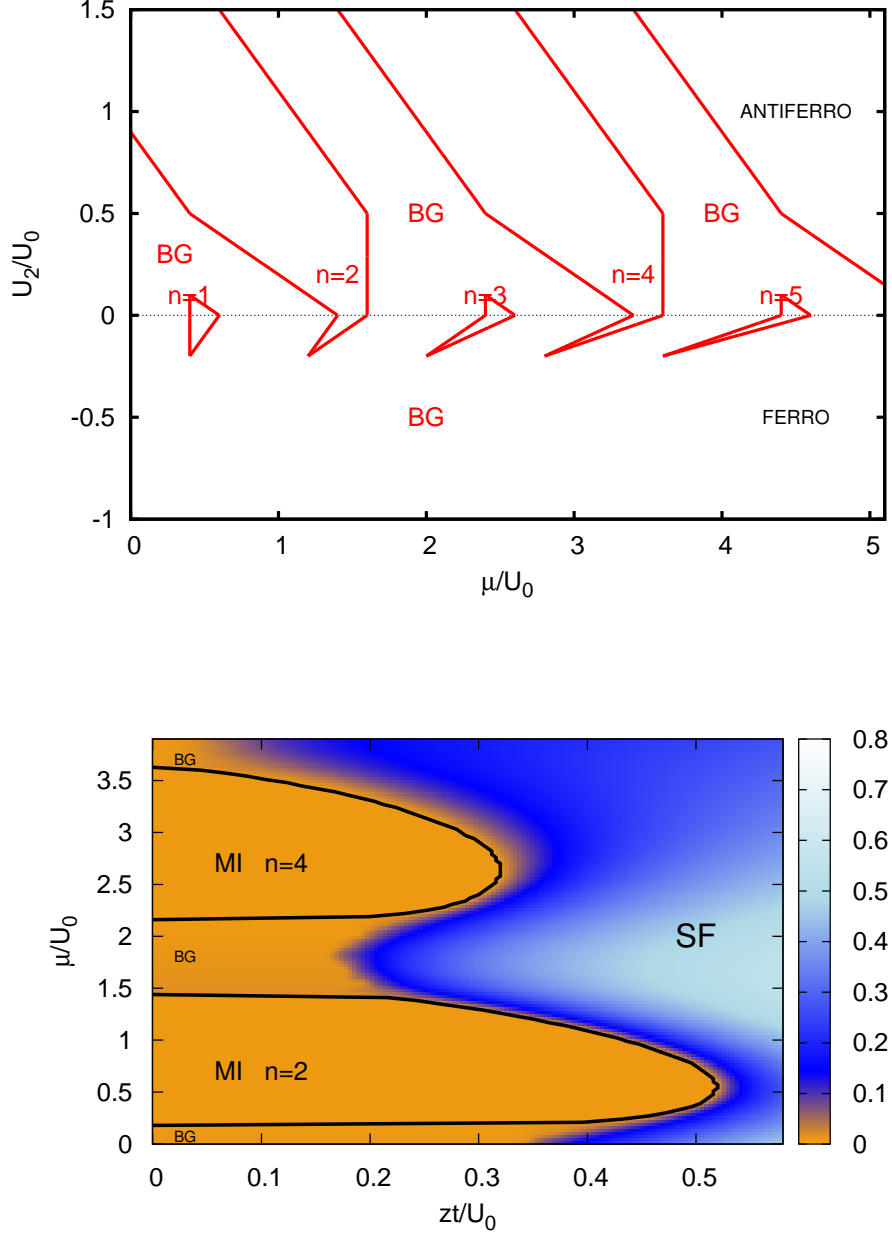 1.5
1
0.5
0
-0.5
-1
U2/U0
ANTIFERRO
BG
BG
BG
n=2
n=4
n=1
n=3
n=5
BG
FERRO
0 1 2 3 4 5
μ/U0
3.5
3
2.5
2
1.5
1
0.5
0
μ/U0
BG
MI n=4
SF
BG
MI n=2
BG
0 0.1 0.2 0.3 0.4 0.5
zt/U0
0.8
0.7
0.6
0.5
0.4
0.3
0.2
0.1
0